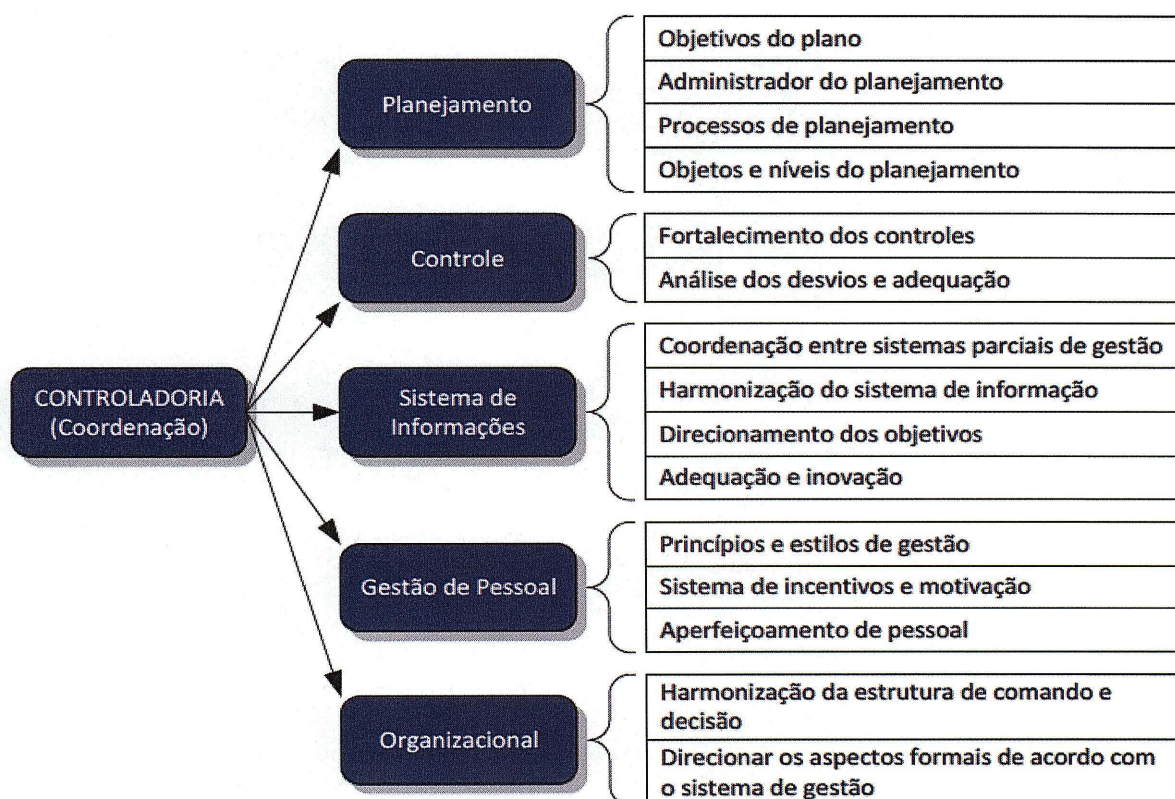 Planejamento
Objetivos do plano
Administrador do planejamento
Processos de planejamento
Objetos e níveis do planejamento
Controle
Fortalecimento dos controles
Análise dos desvios e adequação
CONTROLADORIA
(Coordenação)
Sistema de
Informações
Coordenação entre sistemas parciais de gestão
Harmonização do sistema de informação
Direcionamento dos objetivos
Adequação e inovação
Gestão de Pessoal
Princípios e estilos de gestão
Sistema de incentivos e motivação
Aperfeiçoamento de pessoal
Organizacional
Harmonização da estrutura de comando e
decisão
Direcionar os aspectos formais de acordo com
o sistema de gestão